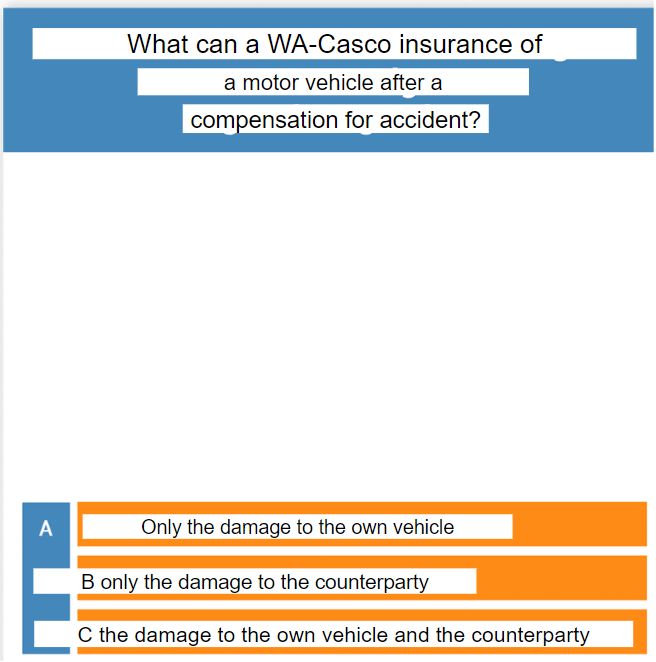 What can a WA-Casco insurance of
a motor vehicle after a
compensation for accident?
A
Only the damage to the own vehicle
B only the damage to the counterparty
C the damage to the own vehicle and the counterparty